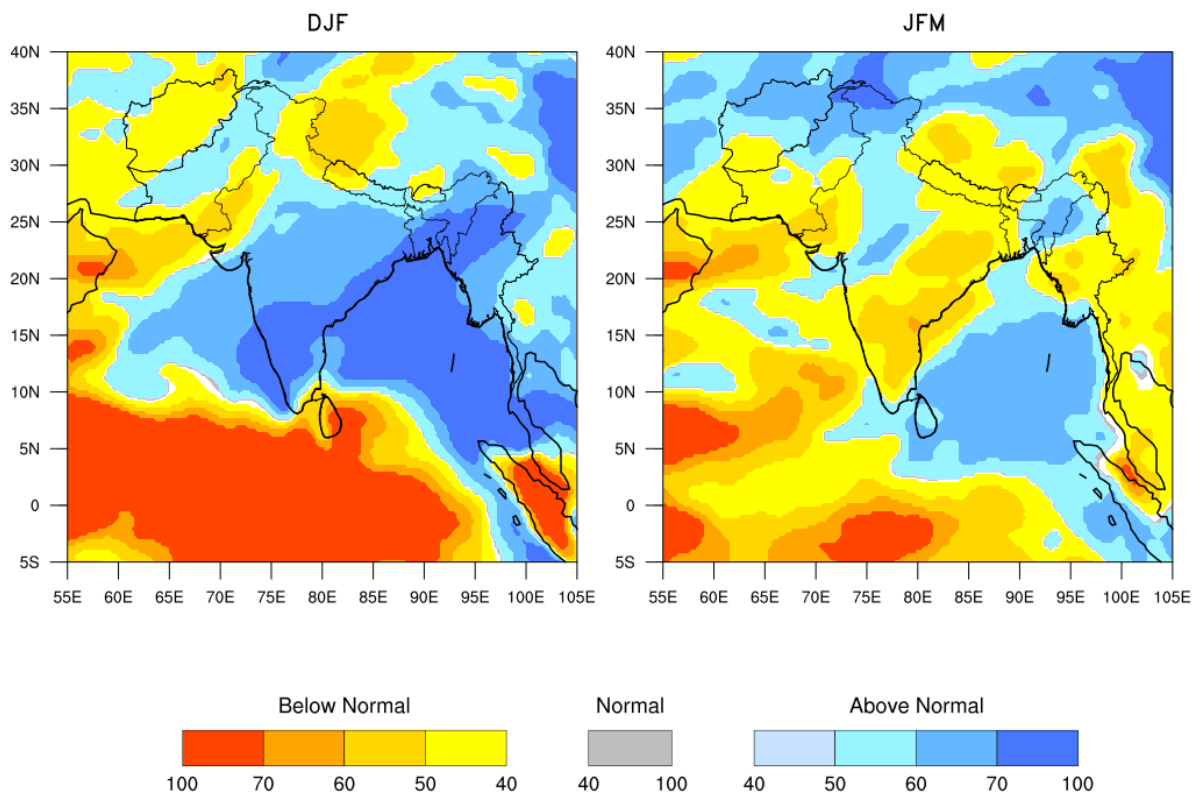 DJF
JFM
40N
35N
30N
25N
20N
15N
10N
5N
0
5S
55E 60E 65E 70E 75E 80E 85E 90E 95E 100E 105E
40N
35N
30N
25N
20N
15N
10N
5N
0
5S
55E 60E 65E 70E 75E 80E 85E 90E 95E 100E 105E
Below Normal
Normal
Above Normal
100 70 60 50 40
40 100
40 50 60 70 100